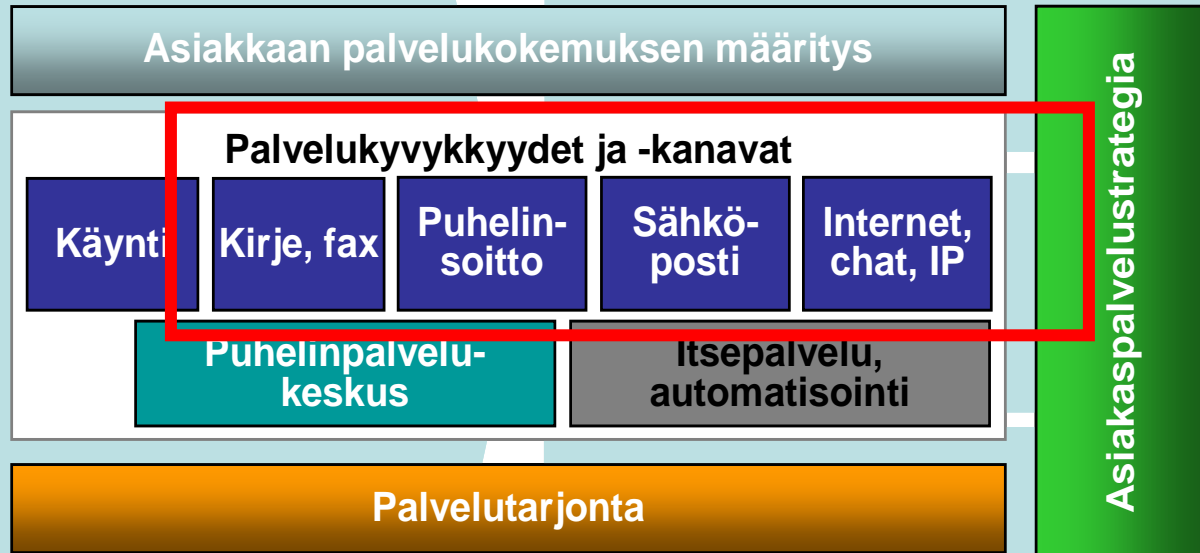 Asiakkaan palvelukokemuksen määritys
Palvelukyvykkyydet ja -kanavat
Käynti
Kirje, fax
Puhelin-
soitto
Sähkö-
posti
Internet,
chat, IP
Puhelinpalvelu-
keskus
Itsepalvelu,
automatisointi
Palvelutarjonta
Asiakaspalvelustrategia